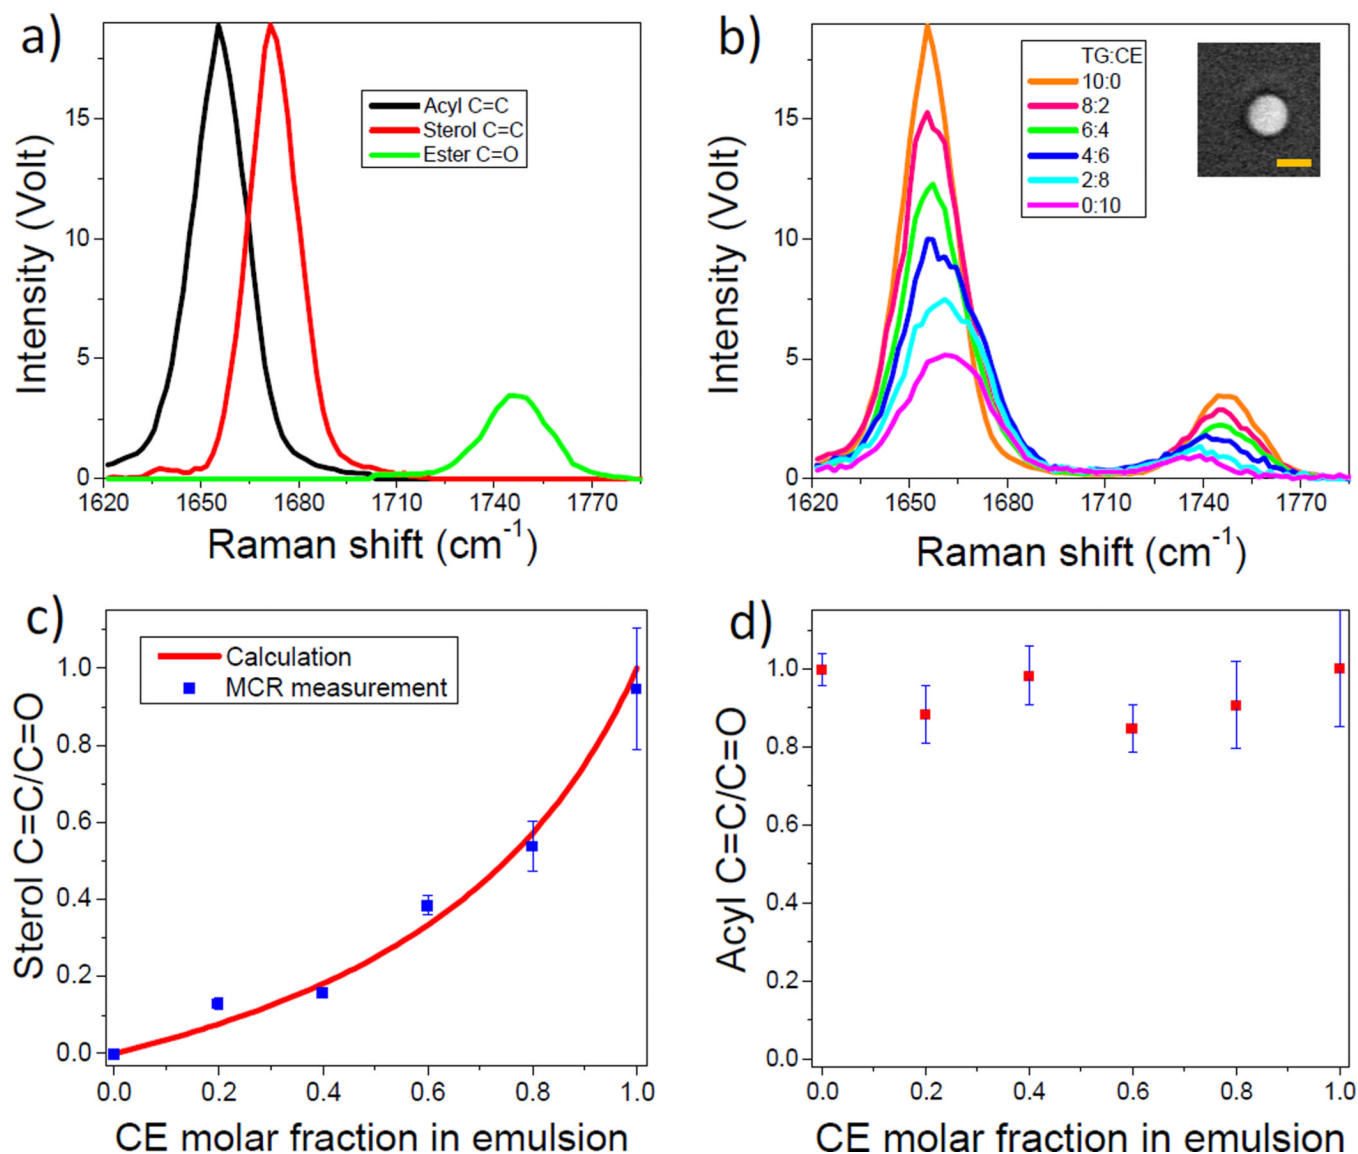 a)
Intensity (Volt)
15
10
5
0
Acyl C=C
Sterol C=C
Ester C=O
1620 1650 1680 1710 1740 1770
Raman shift (cm⁻¹)
b)
Intensity (Volt)
15
10
5
0
TG:CE
10:0
8:2
6:4
4:6
2:8
0:10
1620 1650 1680 1710 1740 1770
Raman shift (cm⁻¹)
c)
Sterol C=C/C=O
1.0
0.8
0.6
0.4
0.2
0.0
Calculation
MCR measurement
0.0 0.2 0.4 0.6 0.8 1.0
CE molar fraction in emulsion
d)
Acyl C=C/C=O
1.0
0.8
0.6
0.4
0.2
0.0
0.0 0.2 0.4 0.6 0.8 1.0
CE molar fraction in emulsion